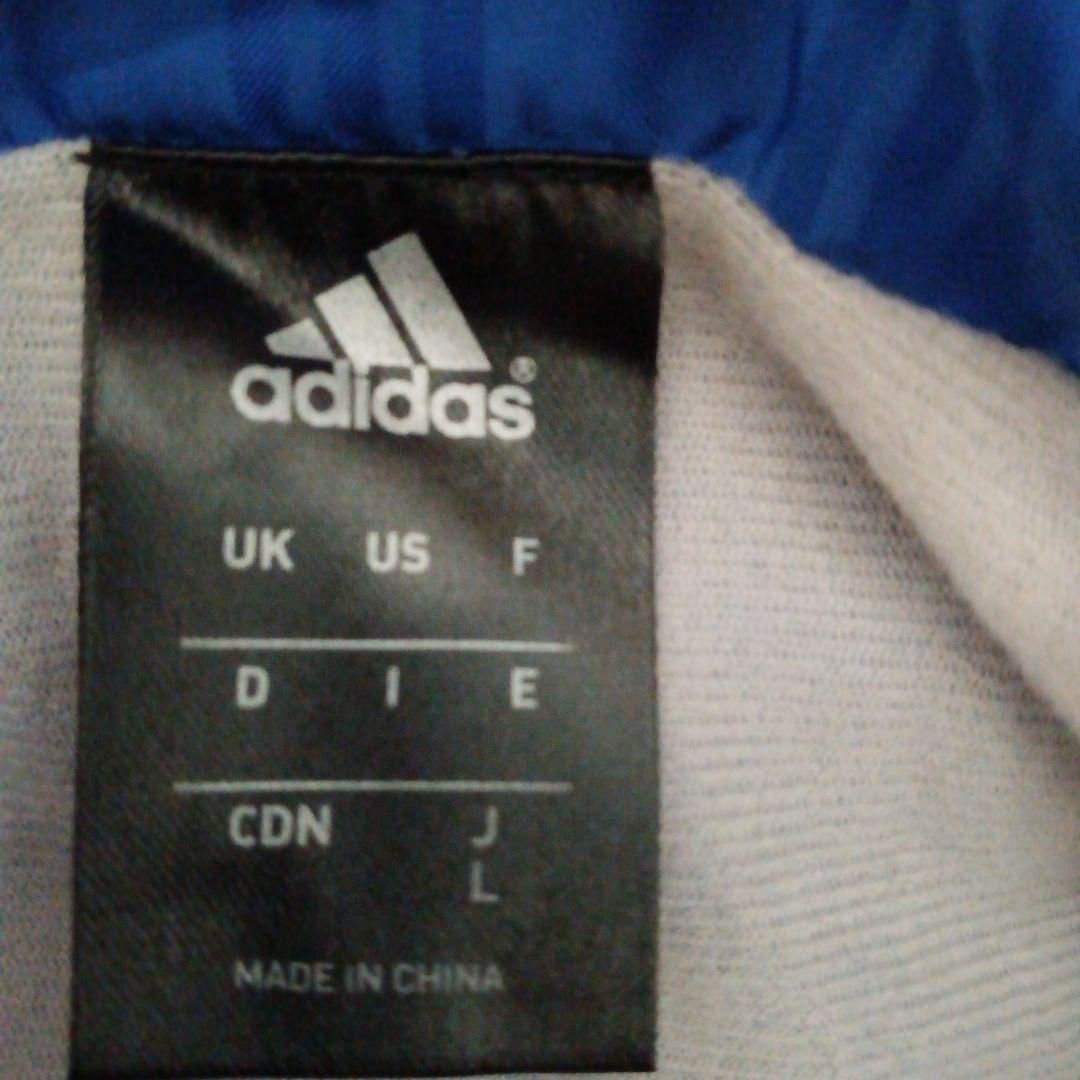 adidas®
UK US F
D I E
CDN J
L
MADE IN CHINA